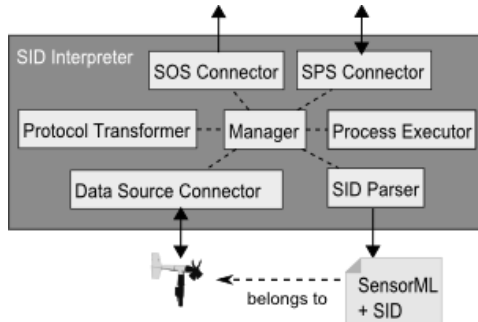 SID Interpreter
SOS Connector
SPS Connector
Protocol Transformer
Manager
Process Executor
Data Source Connector
SID Parser
belongs to
SensorML
+ SID